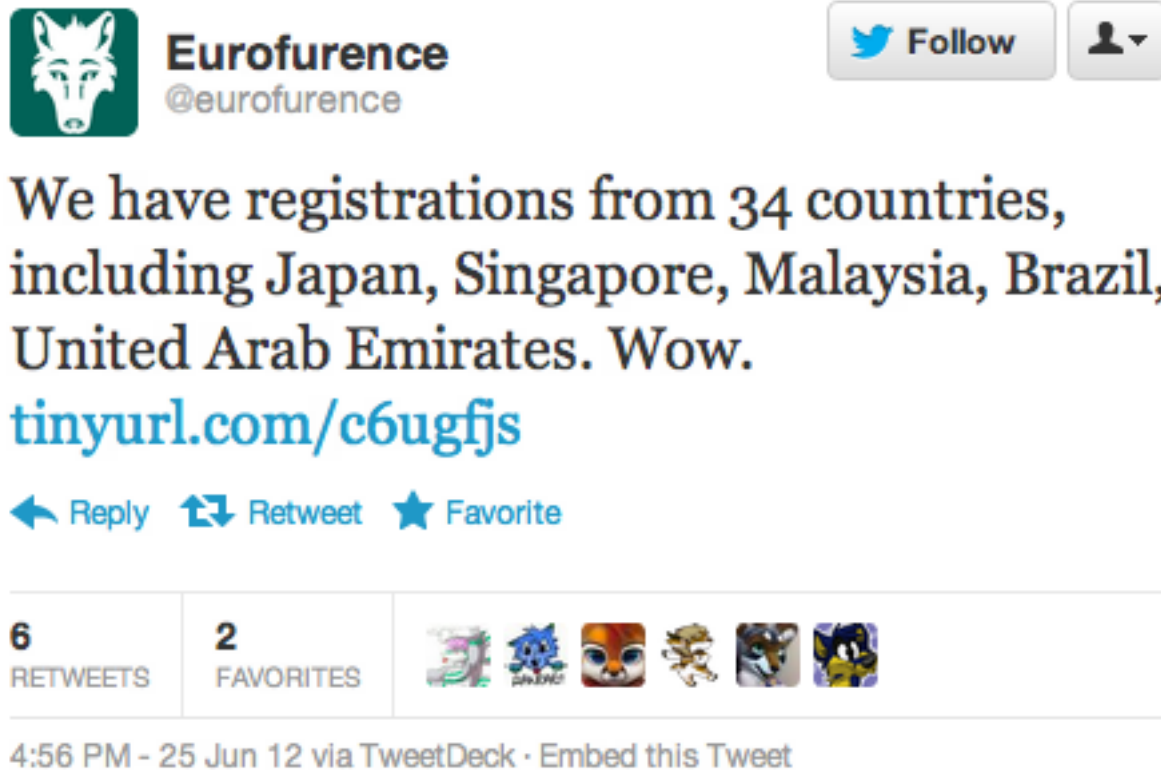 Eurofurence
@eurofurence
Follow
We have registrations from 34 countries,
including Japan, Singapore, Malaysia, Brazil,
United Arab Emirates. Wow.
tinyurl.com/c6ugfjs
Reply Retweet Favorite
6 2
RETWEETS FAVORITES
4:56 PM - 25 Jun 12 via TweetDeck · Embed this Tweet